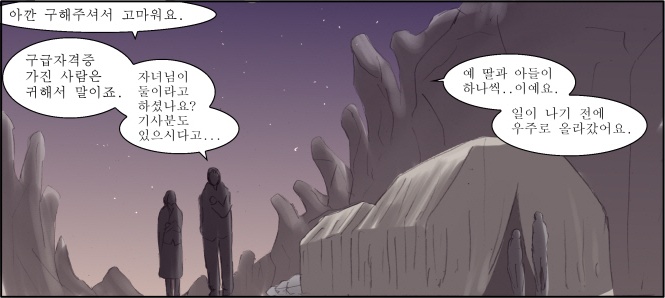 아깐 구해주셔서 고마워요.
구급자격증
가진 사람은
귀해서 말이죠.
자녀님이
둘이라고
하셨나요?
기사분도
있으시다고...
예 딸과 아들이
하나씩..이예요.
일이 나기 전에
우주로 올라갔어요.